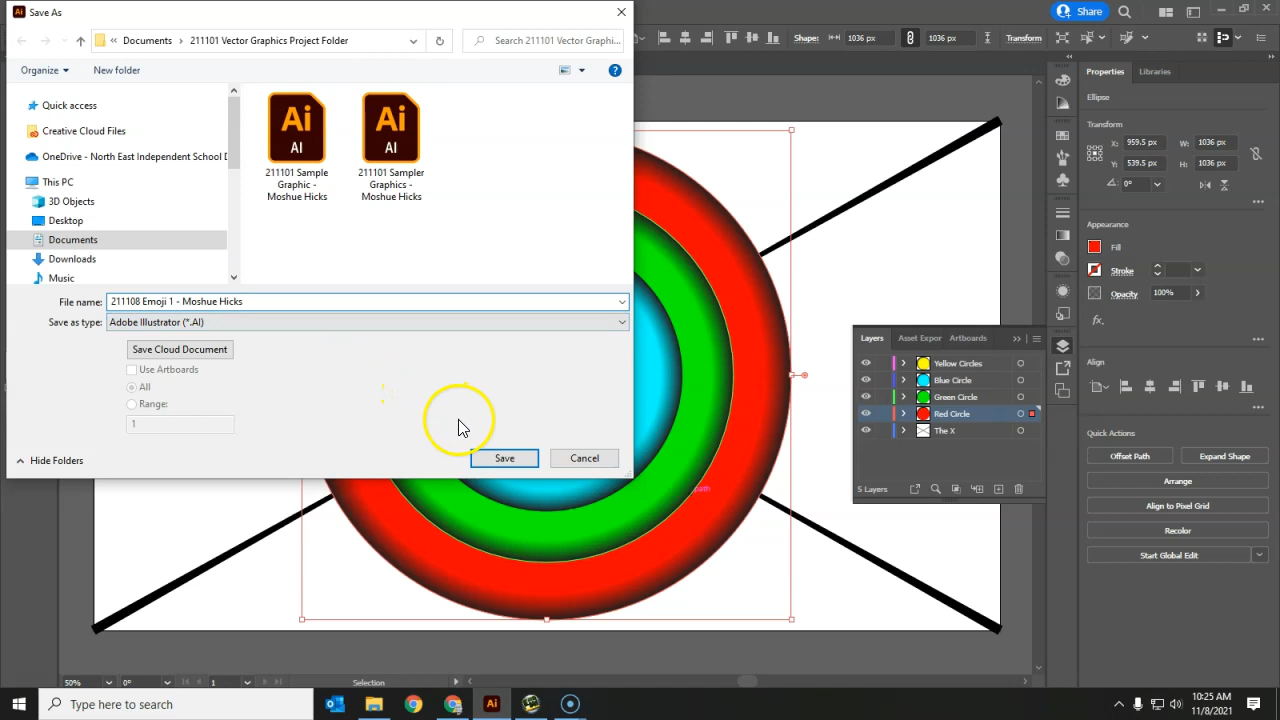 Ai Save As
Share
Documents > 211101 Vector Graphics Project Folder
Search 211101 Vector Graphi...
Shape: 1036 px 1036 px Transform
Organize New folder
Properties Libraries
Ellipse
Quick access
Creative Cloud Files
OneDrive - North East Independent School D
This PC
3D Objects
Desktop
Documents
Downloads
Music
Ai
AI
211101 Sample
Graphic -
Moshue Hicks
Ai
AI
211101 Sampler
Graphics -
Moshue Hicks
File name: 211108 Emoji 1 - Moshue Hicks
Save as type: Adobe Illustrator (*.AI)
Save Cloud Document
Use Artboards
All
Range:
1
Hide Folders
Save Cancel
path
Transform
X: 959.5 px W: 1036 px
Y: 539.5 px H: 1036 px
0°
Appearance
Fill
Stroke
Opacity 100%
fx.
Align
Quick Actions
Offset Path Expand Shape
Arrange
Align to Pixel Grid
Recolor
Start Global Edit
Layers Asset Expor Artboards
Yellow Circles
Blue Circle
Green Circle
Red Circle
The X
5 Layers
50% 0° 1 Selection
Type here to search
Ai
10:25 AM
11/8/2021